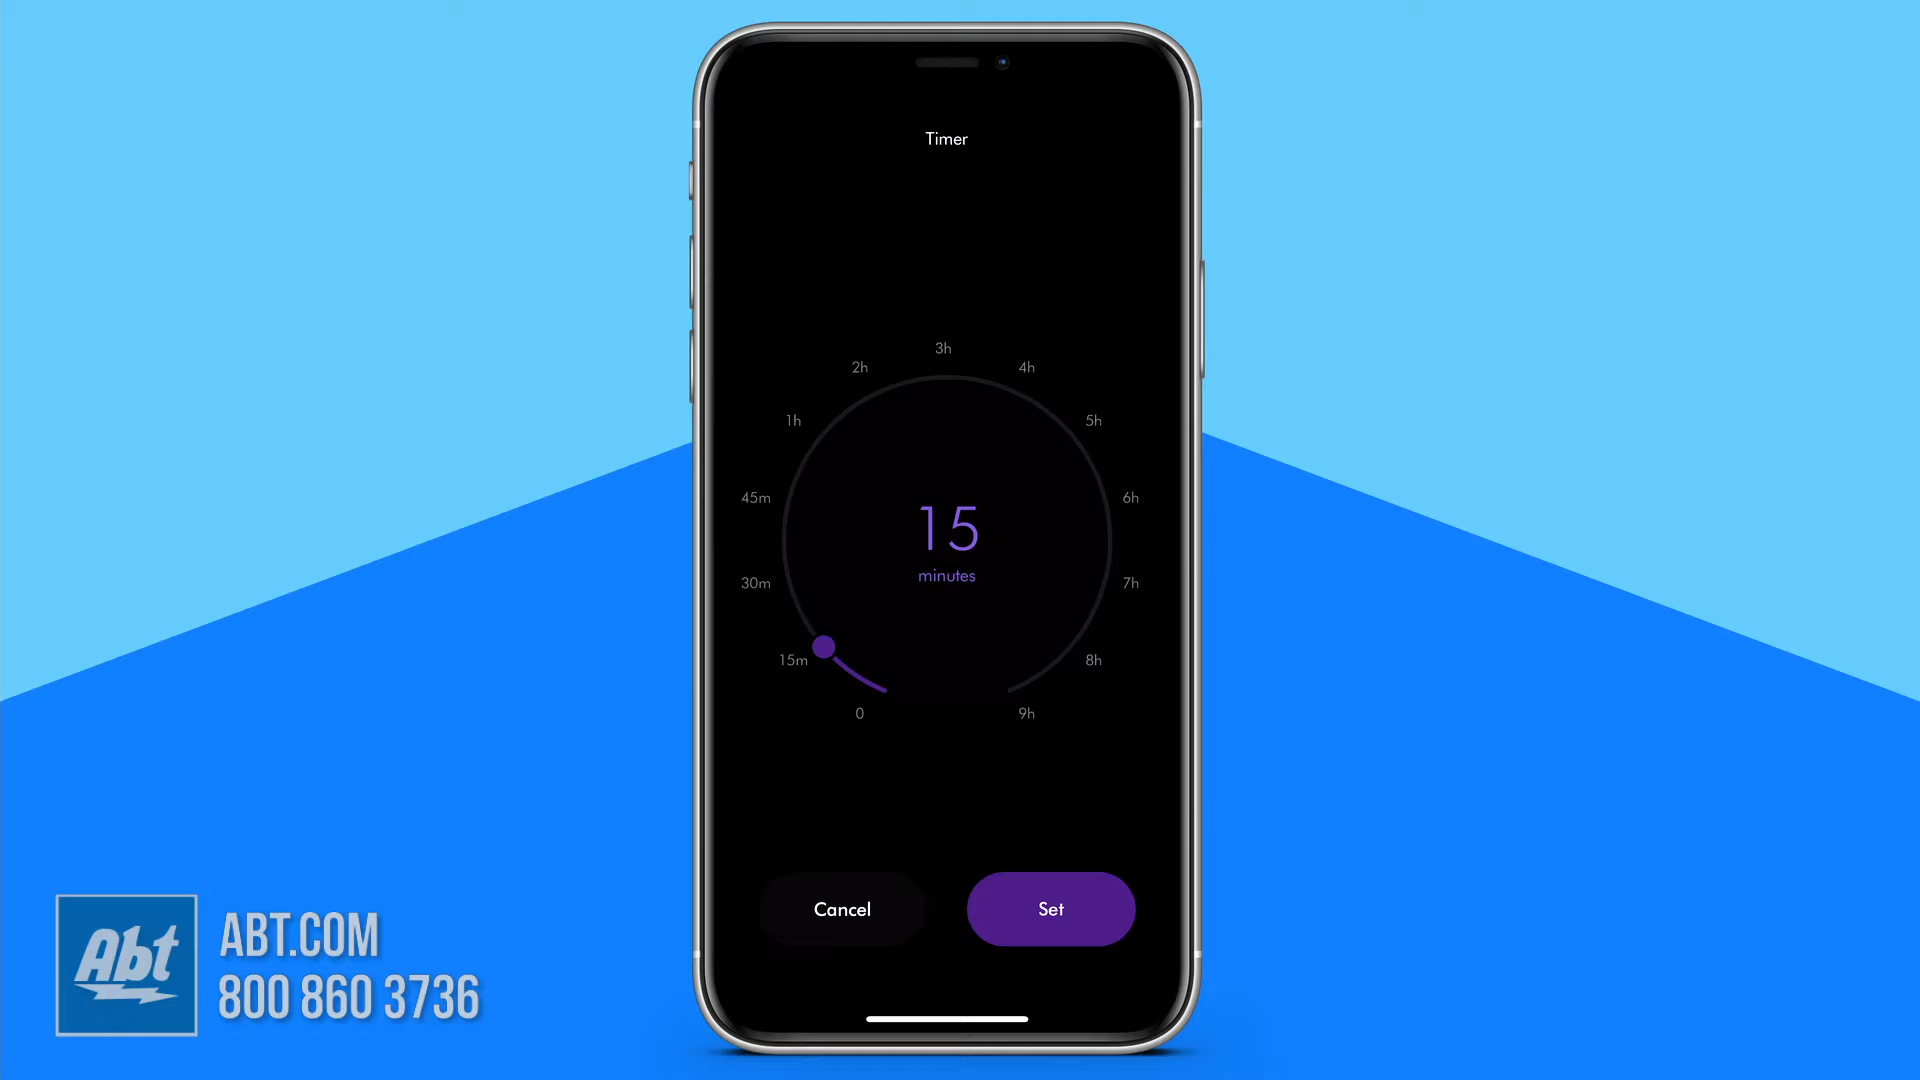 Timer
3h
2h
4h
1h
5h
45m
6h
15
minutes
30m
7h
15m
8h
0
9h
Cancel
Set
Abt
ABT.COM
800 860 3736